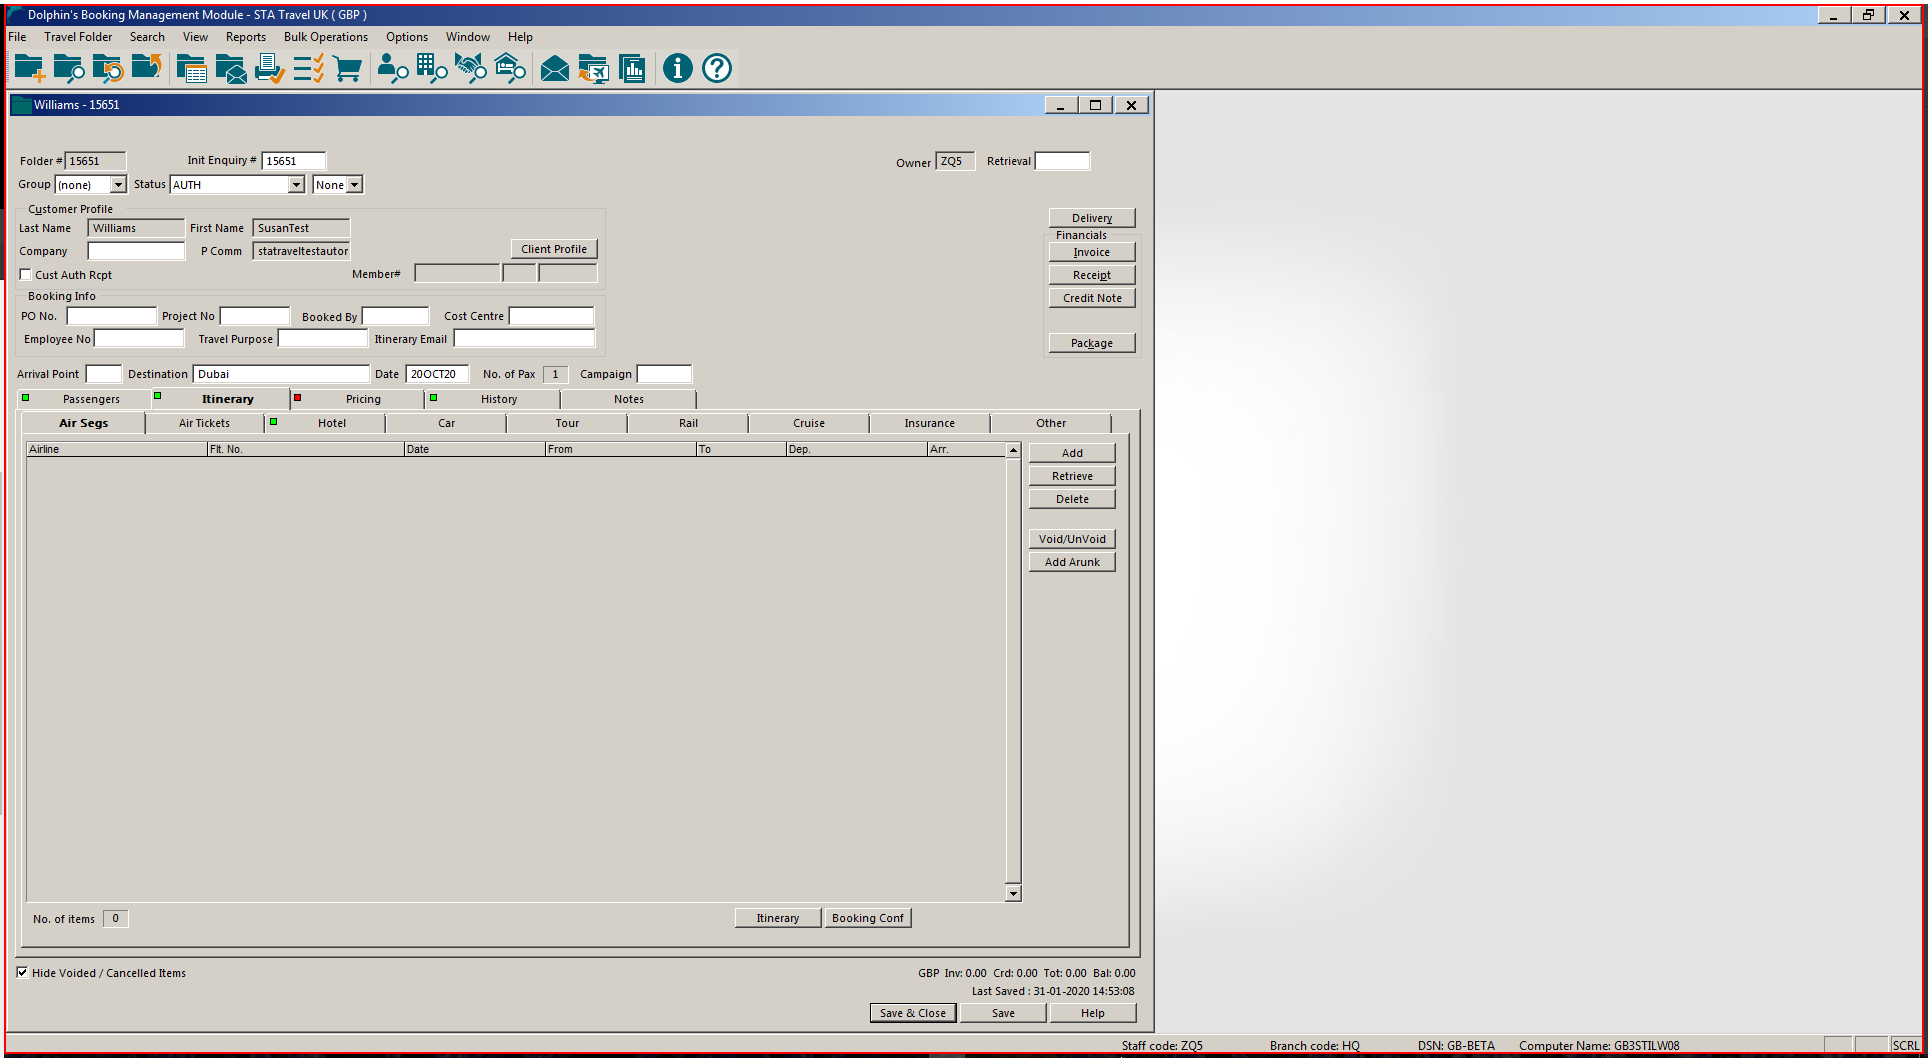 Dolphin's Booking Management Module - STA Travel UK ( GBP )
File Travel Folder Search View Reports Bulk Operations Options Window Help
Williams - 15651
Folder # 15651 Init Enquiry # 15651 Owner ZQ5 Retrieval
Group (none) Status AUTH None
Customer Profile
Last Name Williams First Name SusanTest
Company P Comm statraveltestautor Client Profile
Cust Auth Rcpt Member#
Delivery
Financials
Invoice
Receipt
Credit Note
Package
Booking Info
PO No. Project No Booked By Cost Centre
Employee No Travel Purpose Itinerary Email
Arrival Point Destination Dubai Date 20OCT20 No. of Pax 1 Campaign
Passengers Itinerary Pricing History Notes
Air Segs Air Tickets Hotel Car Tour Rail Cruise Insurance Other
Airline Flt. No. Date From To Dep. Arr.
Add
Retrieve
Delete
Void/UnVoid
Add Arunk
No. of items 0 Itinerary Booking Conf
Hide Voided / Cancelled Items GBP Inv: 0.00 Crd: 0.00 Tot: 0.00 Bal: 0.00
Last Saved : 31-01-2020 14:53:08
Save & Close Save Help
Staff code: ZQ5 Branch code: HQ DSN: GB-BETA Computer Name: GB3STILW08 SCRL